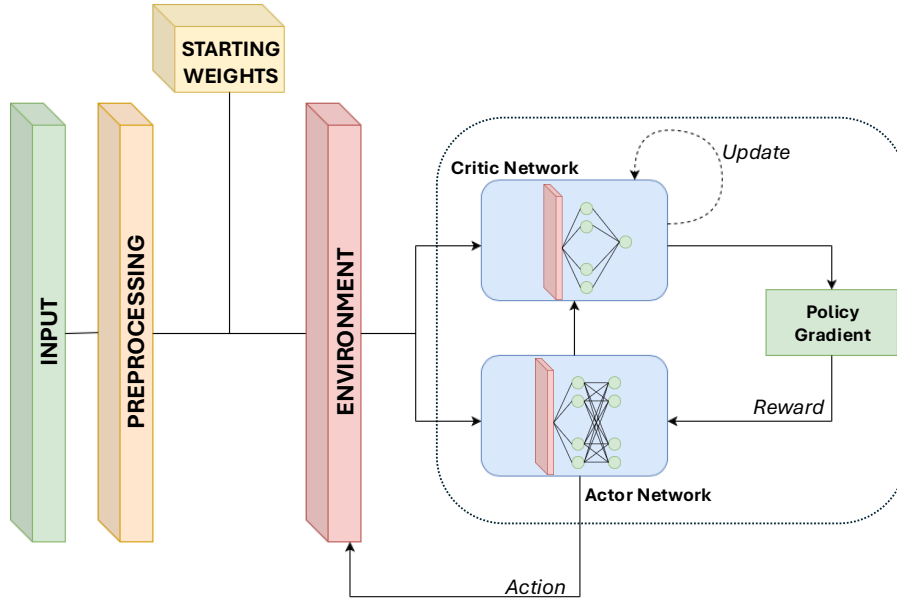 STARTING
WEIGHTS
INPUT
PREPROCESSING
ENVIRONMENT
Critic Network
Update
Policy
Gradient
Reward
Actor Network
Action